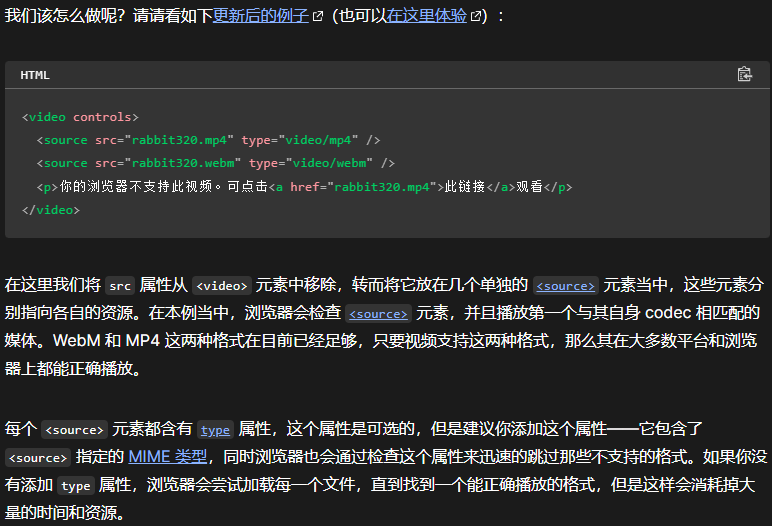 我们该怎么做呢？请请看如下更新后的例子（也可以在这里体验）：
HTML
<video controls>
<source src="rabbit320.mp4" type="video/mp4" />
<source src="rabbit320.webm" type="video/webm" />
<p>你的浏览器不支持此视频。可点击<a href="rabbit320.mp4">此链接</a>观看</p>
</video>
在这里我们将 src 属性从 <video> 元素中移除，转而将它放在几个单独的 <source> 元素当中，这些元素分
别指向各自的资源。在本例当中，浏览器会检查 <source> 元素，并且播放第一个与其自身 codec 相匹配的
媒体。WebM 和 MP4 这两种格式在目前已经足够，只要视频支持这两种格式，那么其在大多数平台和浏览
器上都能正确播放。
每个 <source> 元素都含有 type 属性，这个属性是可选的，但是建议你添加这个属性——它包含了
<source> 指定的 MIME 类型，同时浏览器也会通过检查这个属性来迅速的跳过那些不支持的格式。如果你没
有添加 type 属性，浏览器会尝试加载每一个文件，直到找到一个能正确播放的格式，但是这样会消耗掉大
量的时间和资源。